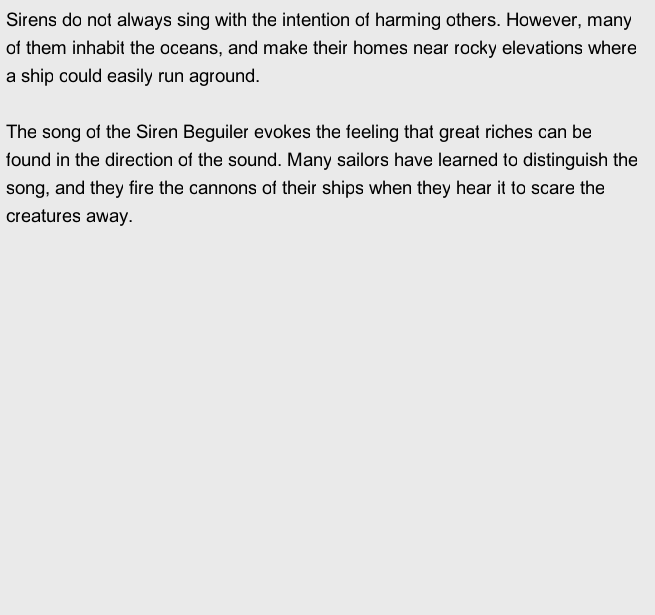 Sirens do not always sing with the intention of harming others. However, many
of them inhabit the oceans, and make their homes near rocky elevations where
a ship could easily run aground.

The song of the Siren Beguiler evokes the feeling that great riches can be
found in the direction of the sound. Many sailors have learned to distinguish the
song, and they fire the cannons of their ships when they hear it to scare the
creatures away.